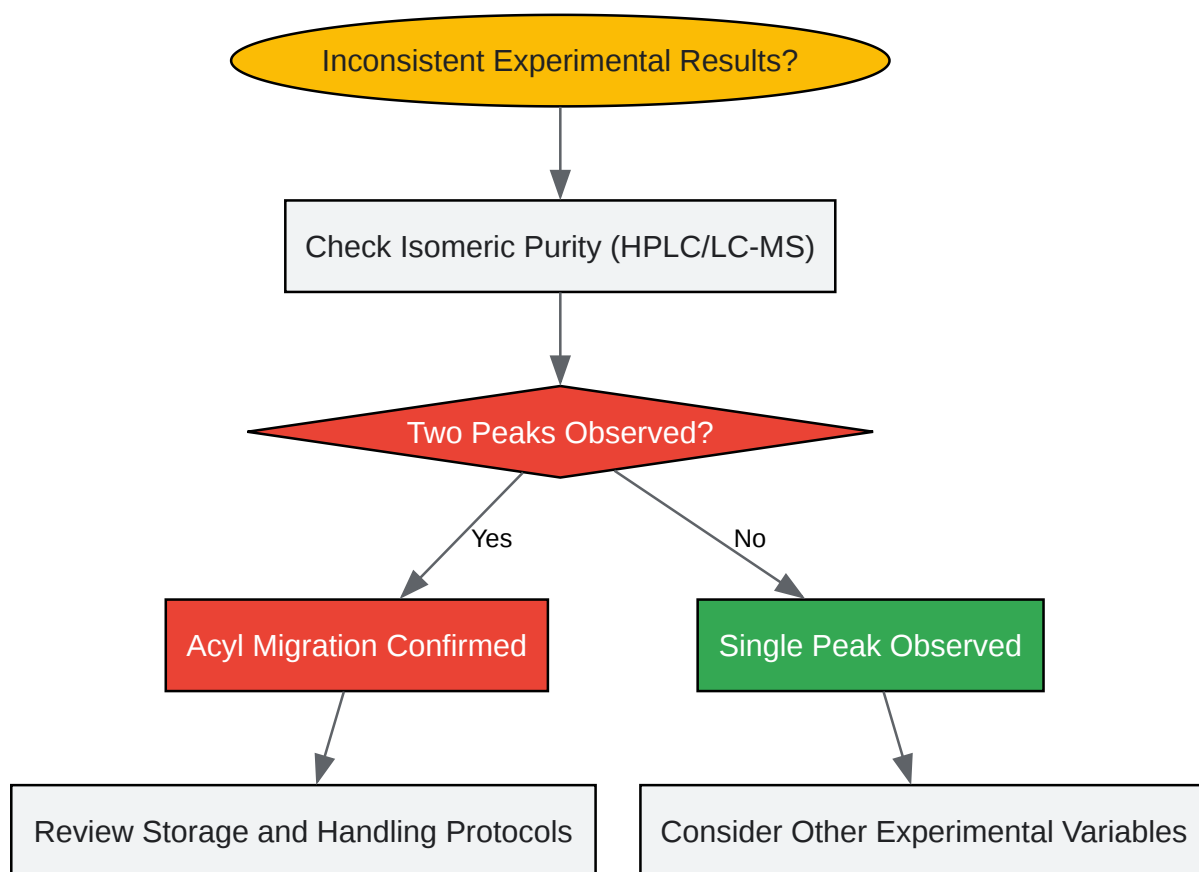 Inconsistent Experimental Results?
Check Isomeric Purity (HPLC/LC-MS)
Two Peaks Observed?
Yes
No
Acyl Migration Confirmed
Single Peak Observed
Review Storage and Handling Protocols
Consider Other Experimental Variables